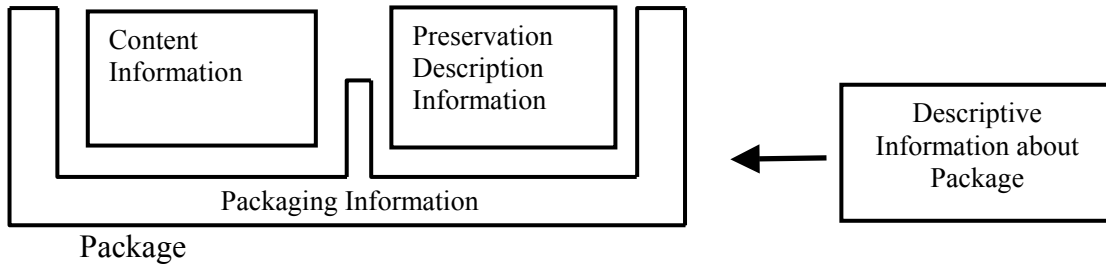 Content
Information
Preservation
Description
Information
Packaging Information
Package
Descriptive
Information about
Package